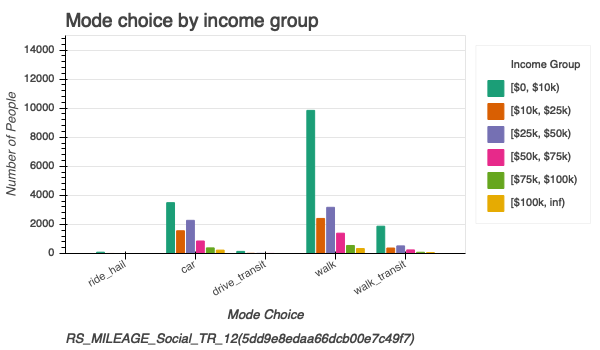 Mode choice by income group
Number of People
14000
12000
10000
8000
6000
4000
2000
0
ride_hail
car
drive_transit
walk
walk_transit
Mode Choice
RS_MILEAGE_Social_TR_12(5dd9e8edaa66dcb00e7c49f7)
Income Group
[$0, $10k)
[$10k, $25k)
[$25k, $50k)
[$50k, $75k)
[$75k, $100k)
[$100k, inf)